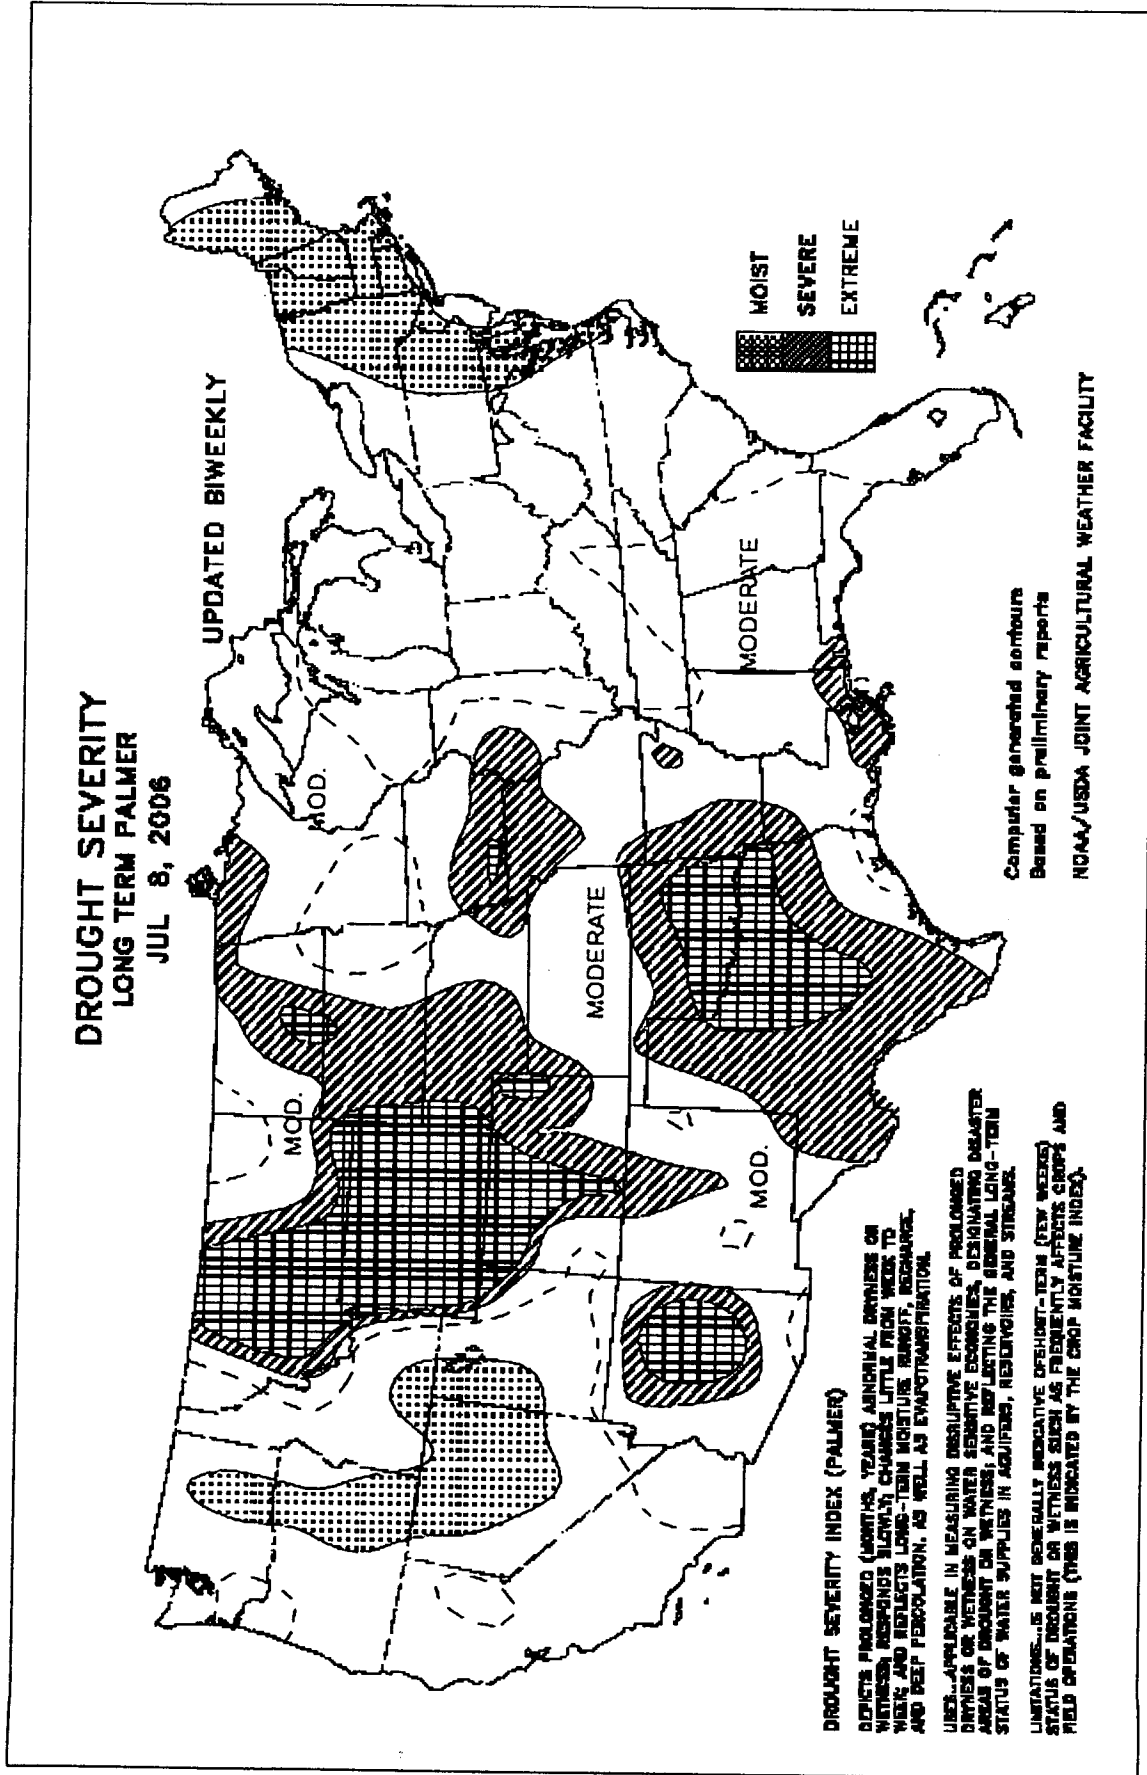 DROUGHT SEVERITY
LONG TERM PALMER
JUL 8, 2006
UPDATED BIWEEKLY
MOD.
MOD.
MODERATE
MODERATE
MOD.
MOIST
SEVERE
EXTREME
DROUGHT SEVERITY INDEX (PALMER)
DEPICTS PROLONGED (MONTHS, YEARS) ABNORMAL DRYNESS OR
WETNESS; RESPONDS SLOWLY; CHANGES LITTLE FROM WEEK TO
WEEK; AND REFLECTS LONG-TERM MOISTURE RUNOFF, RECHARGE,
AND DEEP PERCOLATION, AS WELL AS EVAPOTRANSPIRATION.
USES...APPLICABLE IN MEASURING DISRUPTIVE EFFECTS OF PROLONGED
DRYNESS OR WETNESS ON WATER SENSITIVE ECONOMIES, DESIGNATING DISASTER
AREAS OF DROUGHT OR WETNESS; AND REFLECTING THE GENERAL LONG-TERM
STATUS OF WATER SUPPLIES IN AQUIFERS, RESERVOIRS, AND STREAMS.
LIMITATIONS...IS NOT GENERALLY INDICATIVE OF SHORT-TERM (FEW WEEKS)
STATUS OF DROUGHT OR WETNESS SUCH AS FREQUENTLY AFFECTS CROPS AND
FIELD OPERATIONS (THIS IS INDICATED BY THE CROP MOISTURE INDEX).
Computer generated contours
Based on preliminary reports
NOAA/USDA JOINT AGRICULTURAL WEATHER FACILITY